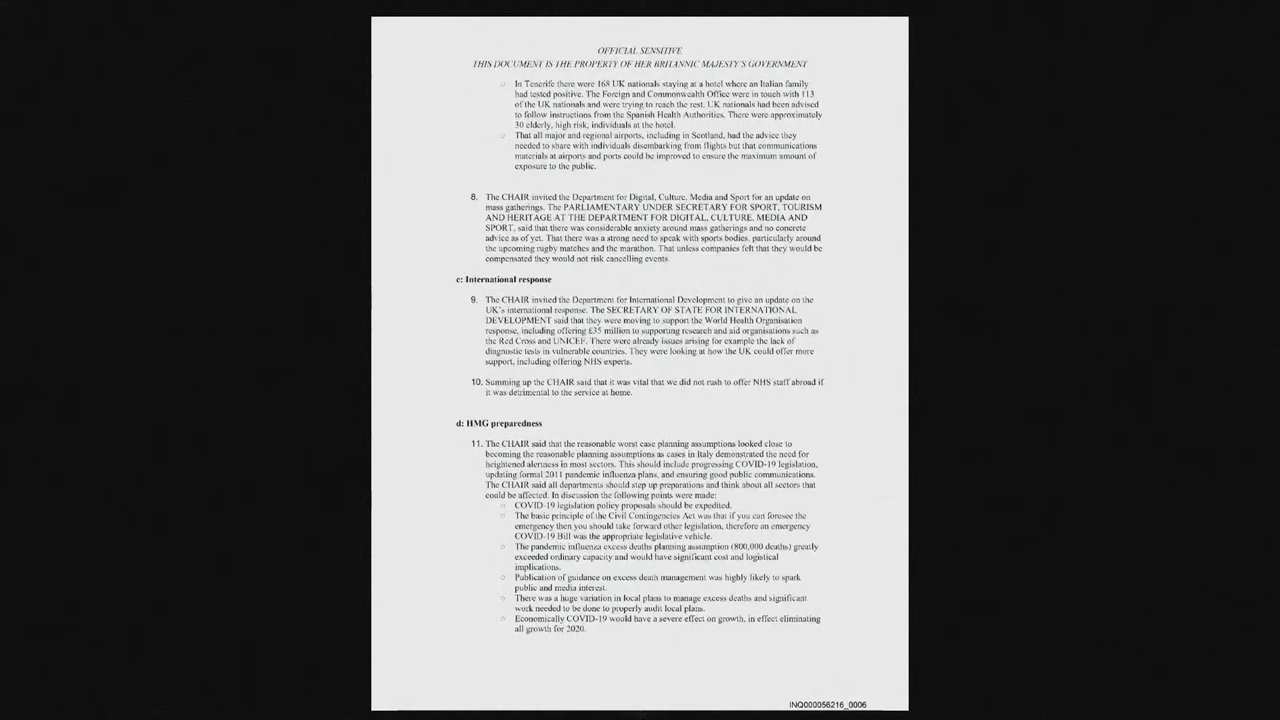 OFFICIAL SENSITIVE
THIS DOCUMENT IS THE PROPERTY OF HER BRITANNIC MAJESTY'S GOVERNMENT
○ In Tenerife there were 168 UK nationals staying at a hotel where an Italian family
had tested positive. The Foreign and Commonwealth Office were in touch with 113
of the UK nationals and were trying to reach the rest. UK nationals had been advised
to follow instructions from the Spanish Health Authorities. There were approximately
30 elderly, high risk, individuals at the hotel.
○ That all major and regional airports, including in Scotland, had the advice they
needed to share with individuals disembarking from flights but that communications
materials at airports and ports could be improved to ensure the maximum amount of
exposure to the public.
8. The CHAIR invited the Department for Digital, Culture, Media and Sport for an update on
mass gatherings. The PARLIAMENTARY UNDER SECRETARY FOR SPORT, TOURISM
AND HERITAGE AT THE DEPARTMENT FOR DIGITAL, CULTURE, MEDIA AND
SPORT, said that there was considerable anxiety around mass gatherings and no concrete
advice as of yet. That there was a strong need to speak with sports bodies, particularly around
the upcoming rugby matches and the marathon. That unless companies felt that they would be
compensated they would not risk cancelling events.
c: International response
9. The CHAIR invited the Department for International Development to give an update on the
UK's international response. The SECRETARY OF STATE FOR INTERNATIONAL
DEVELOPMENT said that they were moving to support the World Health Organisation
response, including offering £35 million to supporting research and aid organisations such as
the Red Cross and UNICEF. There were already issues arising for example the lack of
diagnostic tests in vulnerable countries. They were looking at how the UK could offer more
support, including offering NHS experts.
10. Summing up the CHAIR said that it was vital that we did not rush to offer NHS staff abroad if
it was detrimental to the service at home.
d: HMG preparedness
11. The CHAIR said that the reasonable worst case planning assumptions looked close to
becoming the reasonable planning assumptions as cases in Italy demonstrated the need for
heightened alertness in most sectors. This should include progressing COVID-19 legislation,
updating formal 2011 pandemic influenza plans, and ensuring good public communications.
The CHAIR said all departments should step up preparations and think about all sectors that
could be affected. In discussion the following points were made:
○ COVID-19 legislation policy proposals should be expedited.
○ The basic principle of the Civil Contingencies Act was that if you can foresee the
emergency then you should take forward other legislation, therefore an emergency
COVID-19 Bill was the appropriate legislative vehicle.
○ The pandemic influenza excess deaths planning assumption (800,000 deaths) greatly
exceeded ordinary capacity and would have significant cost and logistical
implications.
○ Publication of guidance on excess death management was highly likely to spark
public and media interest.
○ There was a huge variation in local plans to manage excess deaths and significant
work needed to be done to properly audit local plans.
○ Economically COVID-19 would have a severe effect on growth, in effect eliminating
all growth for 2020.
INQ000056216_0006